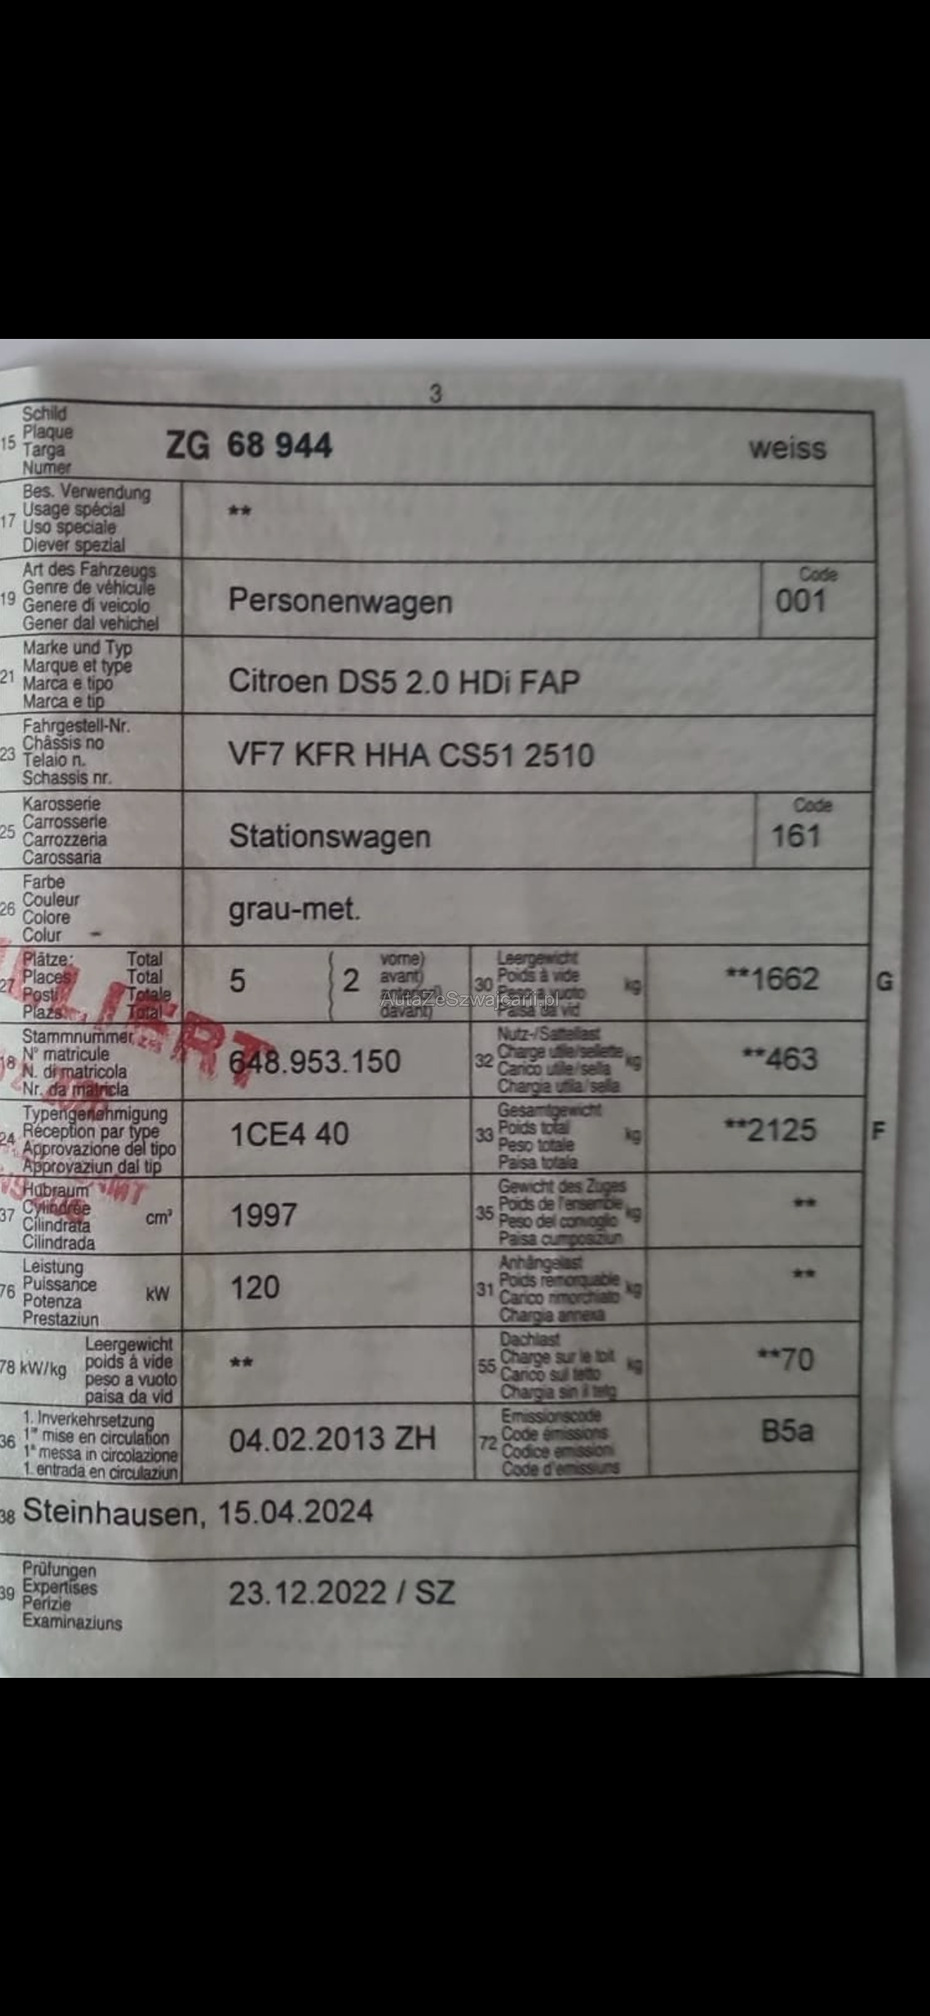 3
15 Schild
Plaque
Targa
Numer
ZG 68 944 weiss
17 Bes. Verwendung
Usage spécial
Uso speciale
Diever spezial
**
19 Art des Fahrzeugs
Genre de véhicule
Genere di veicolo
Gener dal vehichel
Personenwagen
Code
001
21 Marke und Typ
Marque et type
Marca e tipo
Marca e tip
Citroen DS5 2.0 HDi FAP
23 Fahrgestell-Nr.
Châssis no
Telaio n.
Schassis nr.
VF7 KFR HHA CS51 2510
25 Karosserie
Carrosserie
Carrozzeria
Carossaria
Stationswagen
Code
161
26 Farbe
Couleur
Colore
Colur
grau-met.
27 Plätze: Total
Places: Total
Posti Totale
Plazs Total
5 ( 2 vorne)
avant)
anteriori)
davant)
30 Leergewicht
Poids à vide
Peso a vuoto
Paisa da vid
kg
**1662 G
AutaZeSzwajcarii.pl
18 Stammnummer
N° matricule
N. di matricola
Nr. da matricla
648.953.150
32 Nutz-/Sattellast
Charge utile/sellette
Carico utile/sella
Chargia utila/sella
kg
**463
24 Typengenehmigung
Réception par type
Approvazione del tipo
Approvaziun dal tip
1CE4 40
33 Gesamtgewicht
Poids total
Peso totale
Paisa totala
kg
**2125 F
37 Hubraum
Cylindrée
Cilindrata
Cilindrada
cm³
1997
35 Gewicht des Zuges
Poids de l'ensemble
Peso del convoglio
Paisa cumposiziun
kg
**
76 Leistung
Puissance
Potenza
Prestaziun
kW
120
31 Anhängelast
Poids remorquable
Carico rimorchiato
Chargia annexa
kg
**
78 kW/kg Leergewicht
poids à vide
peso a vuoto
paisa da vid
**
55 Dachlast
Charge sur le toit
Carico sul tetto
Chargia sin il tetg
kg
**70
36 1. Inverkehrsetzung
1re mise en circulation
1a messa in circolazione
1. entrada en circulaziun
04.02.2013 ZH
72 Emissionscode
Code émissions
Codice emissioni
Code d'emissiuns
B5a
38 Steinhausen, 15.04.2024
39 Prüfungen
Expertises
Perizie
Examinaziuns
23.12.2022 / SZ